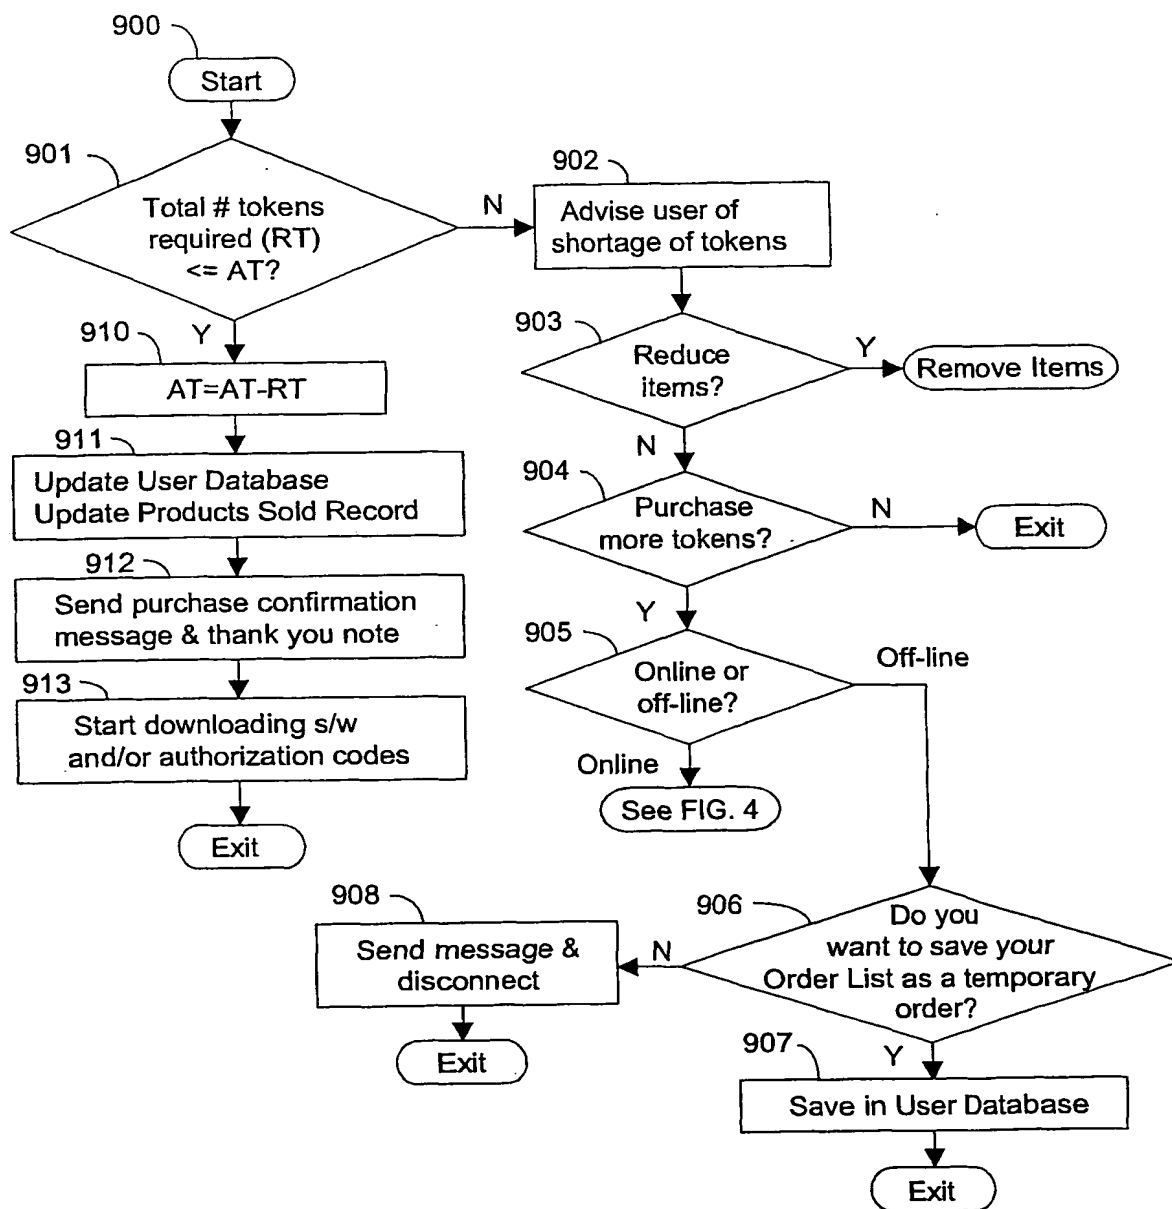 900
Start
901
Total # tokens
required (RT)
<= AT?
N
902
Advise user of
shortage of tokens
Y
910
AT=AT-RT
903
Reduce
items?
Y
Remove Items
911
Update User Database
Update Products Sold Record
N
904
Purchase
more tokens?
N
Exit
912
Send purchase confirmation
message & thank you note
Y
905
Online or
off-line?
Off-line
913
Start downloading s/w
and/or authorization codes
Online
See FIG. 4
Exit
908
Send message &
disconnect
N
906
Do you
want to save your
Order List as a temporary
order?
Exit
907
Y
Save in User Database
Exit